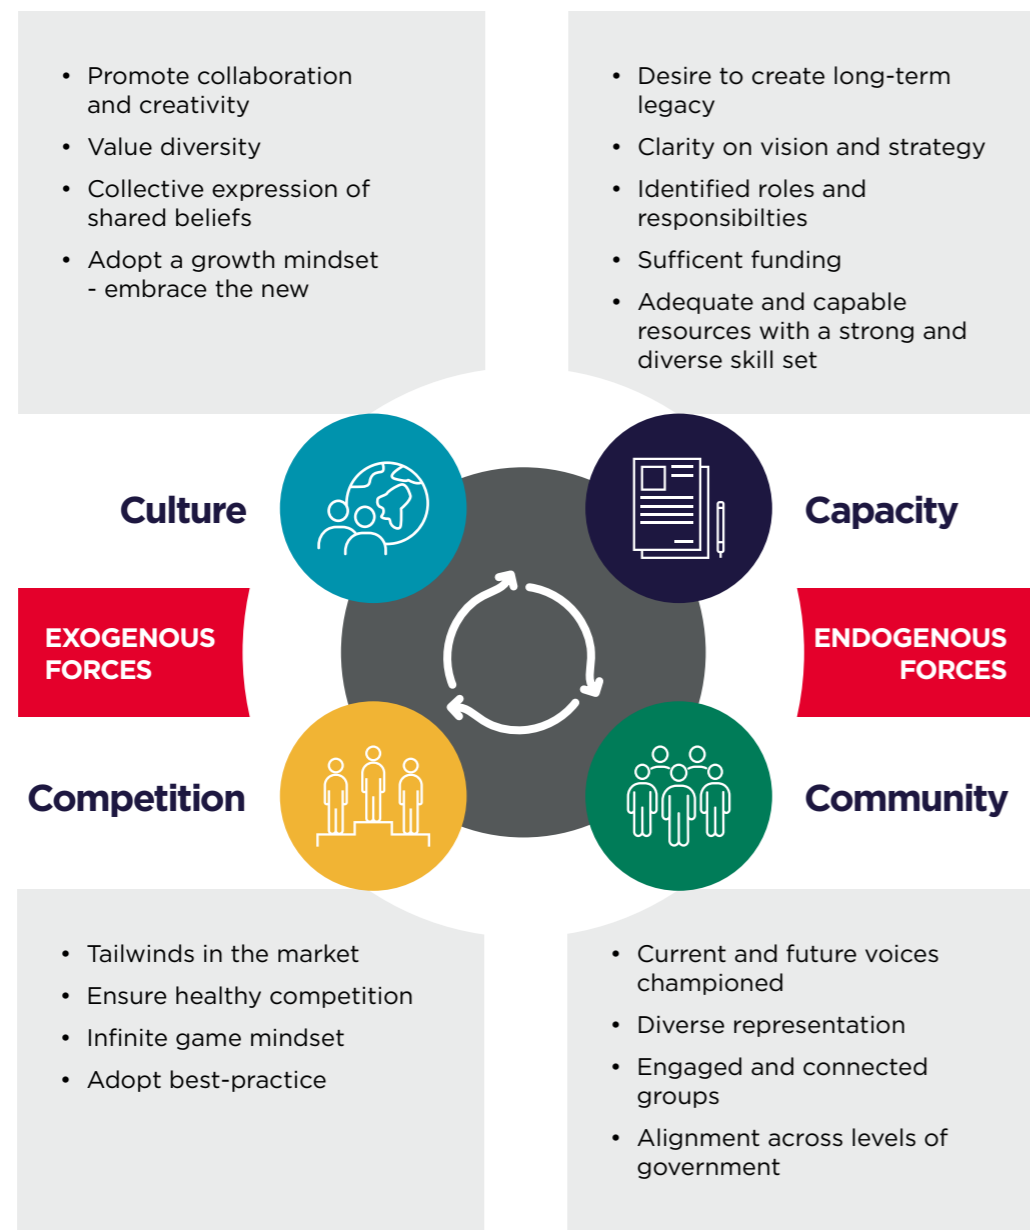 • Promote collaboration
and creativity
• Value diversity
• Collective expression of
shared beliefs
• Adopt a growth mindset
- embrace the new
• Desire to create long-term
legacy
• Clarity on vision and strategy
• Identified roles and
responsibilties
• Sufficent funding
• Adequate and capable
resources with a strong and
diverse skill set
Culture
Capacity
EXOGENOUS
FORCES
ENDOGENOUS
FORCES
Competition
Community
• Tailwinds in the market
• Ensure healthy competition
• Infinite game mindset
• Adopt best-practice
• Current and future voices
championed
• Diverse representation
• Engaged and connected
groups
• Alignment across levels of
government